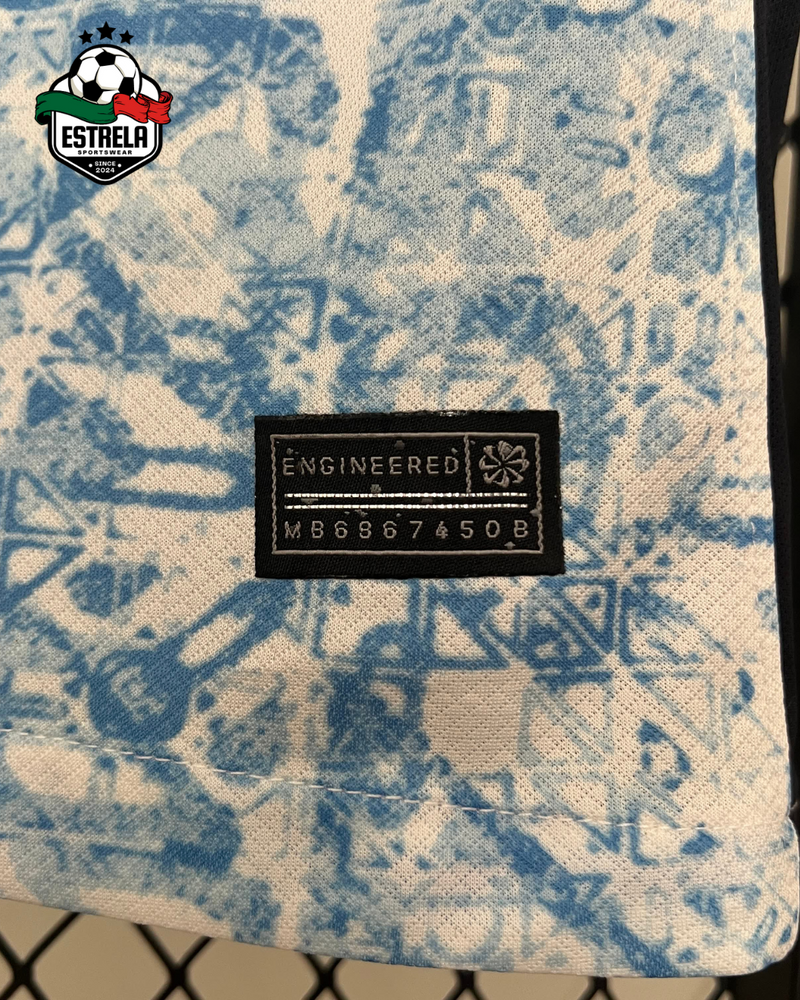 ESTRELA
SPORTSWEAR
SINCE
2024
ENGINEERED
MB6867450B